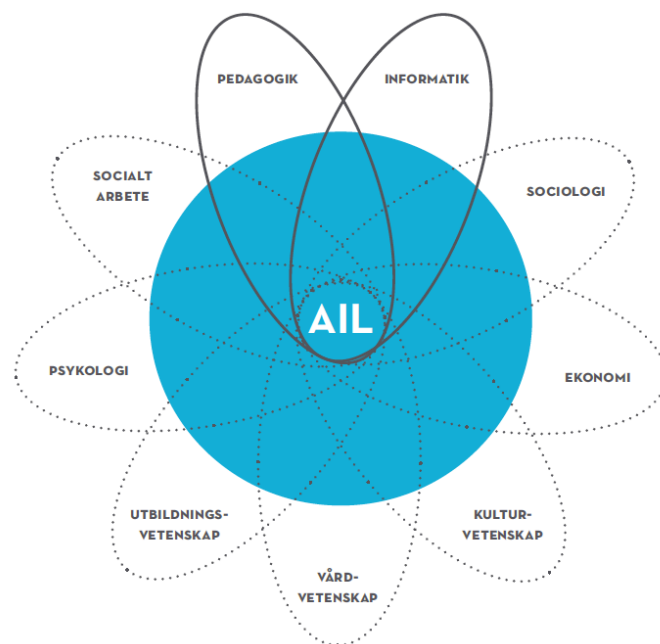 PEDAGOGIK
INFORMATIK
SOCIALT
ARBETE
SOCIOLOGI
AIL
PSYKOLOGI
EKONOMI
UTBILDNINGS-
VETENSKAP
KULTUR-
VETENSKAP
VÅRD-
VETENSKAP